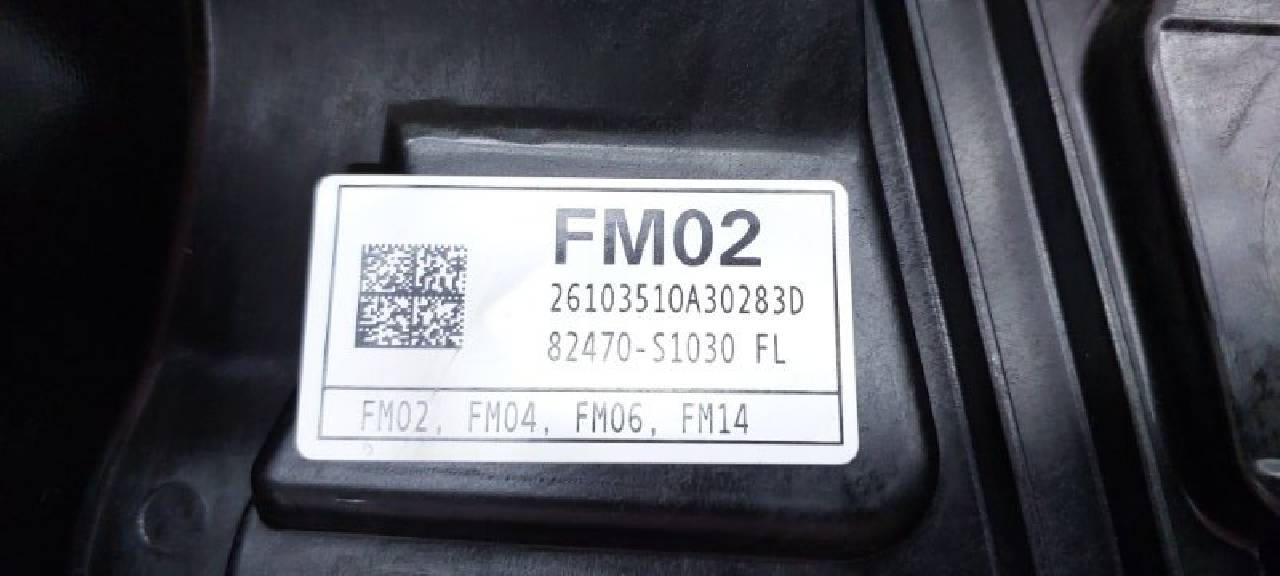 FM02
26103510A30283D
82470-S1030 FL
FM02, FM04, FM06, FM14